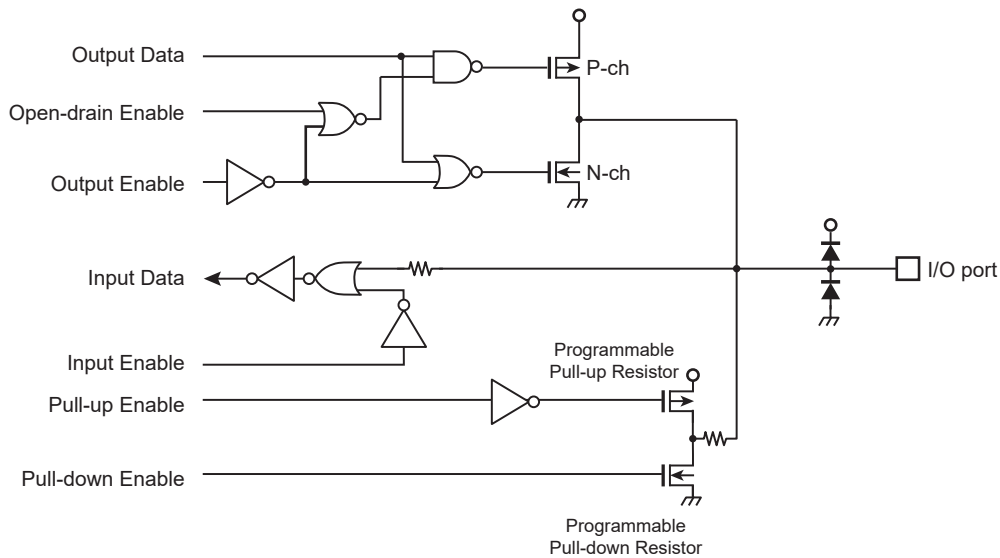 Output Data
P-ch
Open-drain Enable
Output Enable
N-ch
Input Data
I/O port
Input Enable
Programmable
Pull-up Resistor
Pull-up Enable
Pull-down Enable
Programmable
Pull-down Resistor